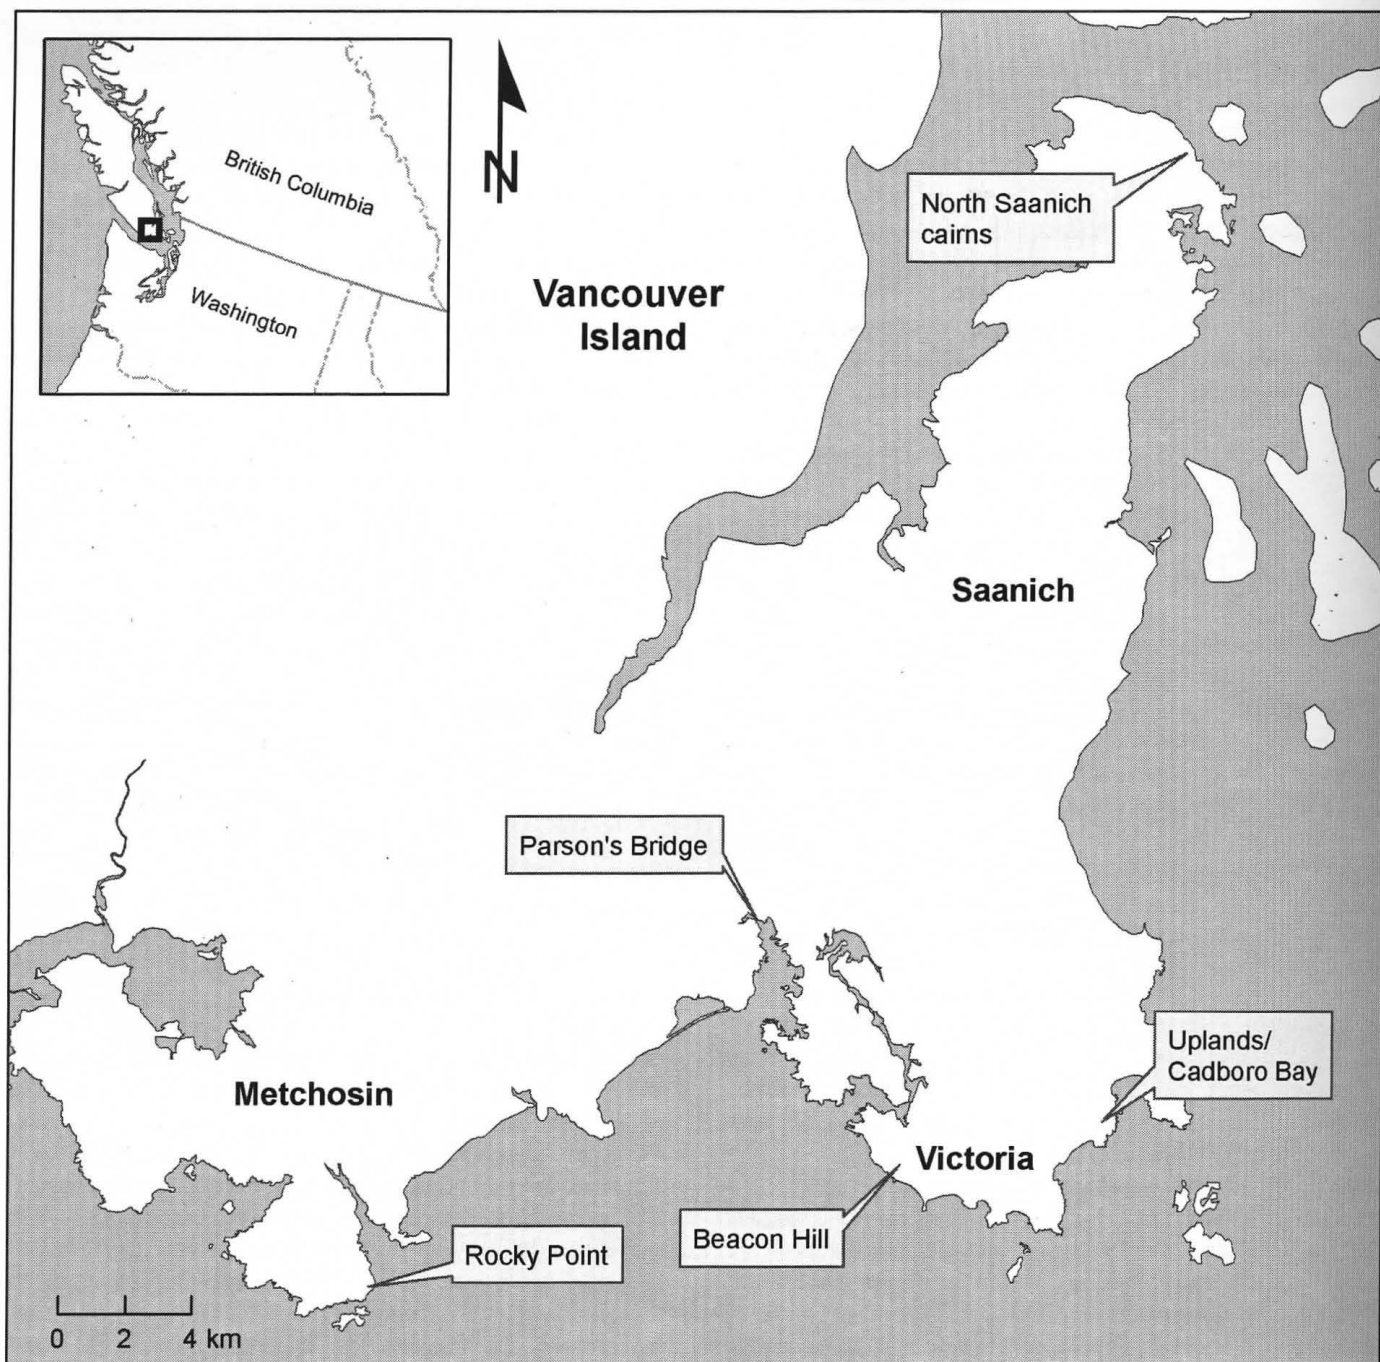 British Columbia
Washington
N
North Saanich
cairns
Vancouver
Island
Saanich
Parson's Bridge
Uplands/
Cadboro Bay
Metchosin
Victoria
Beacon Hill
Rocky Point
0 2 4 km